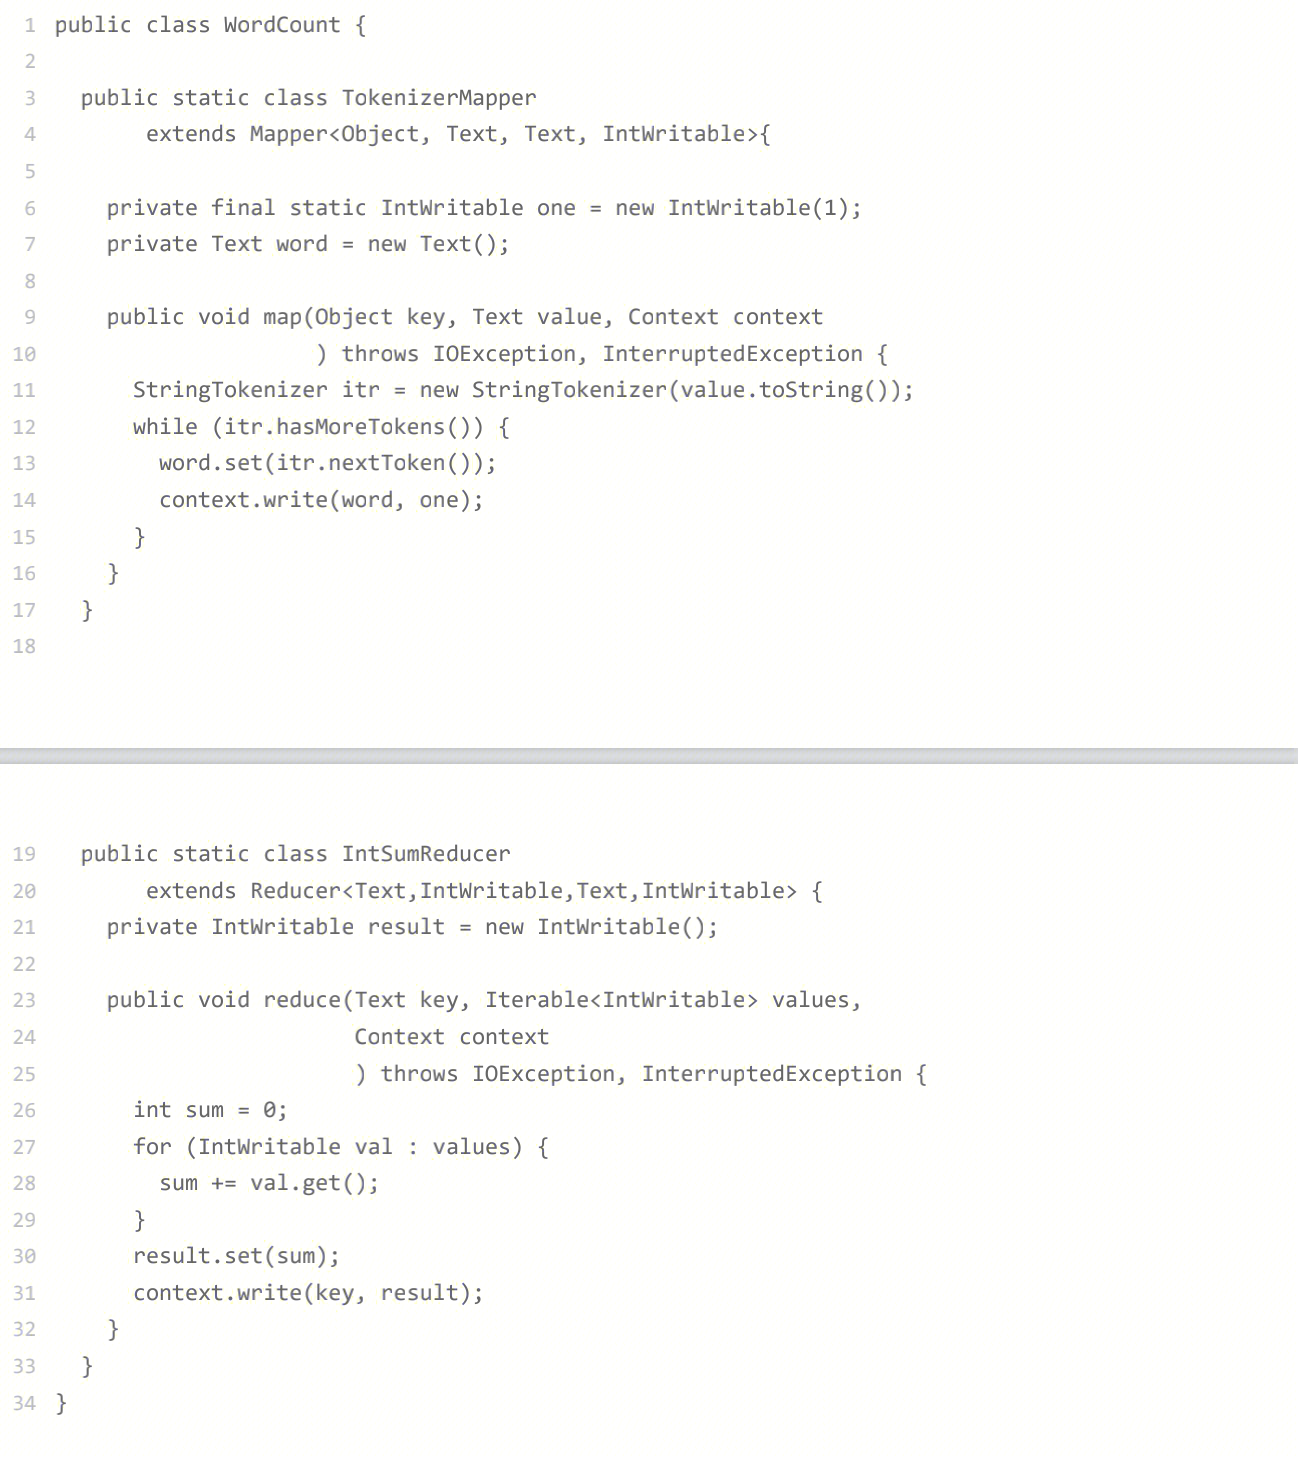 1 public class WordCount {
2
3   public static class TokenizerMapper
4        extends Mapper<Object, Text, Text, IntWritable>{
5
6     private final static IntWritable one = new IntWritable(1);
7     private Text word = new Text();
8
9     public void map(Object key, Text value, Context context
10                     ) throws IOException, InterruptedException {
11       StringTokenizer itr = new StringTokenizer(value.toString());
12       while (itr.hasMoreTokens()) {
13         word.set(itr.nextToken());
14         context.write(word, one);
15       }
16     }
17   }
18
19   public static class IntSumReducer
20        extends Reducer<Text,IntWritable,Text,IntWritable> {
21     private IntWritable result = new IntWritable();
22
23     public void reduce(Text key, Iterable<IntWritable> values,
24                        Context context
25                        ) throws IOException, InterruptedException {
26       int sum = 0;
27       for (IntWritable val : values) {
28         sum += val.get();
29       }
30       result.set(sum);
31       context.write(key, result);
32     }
33   }
34 }